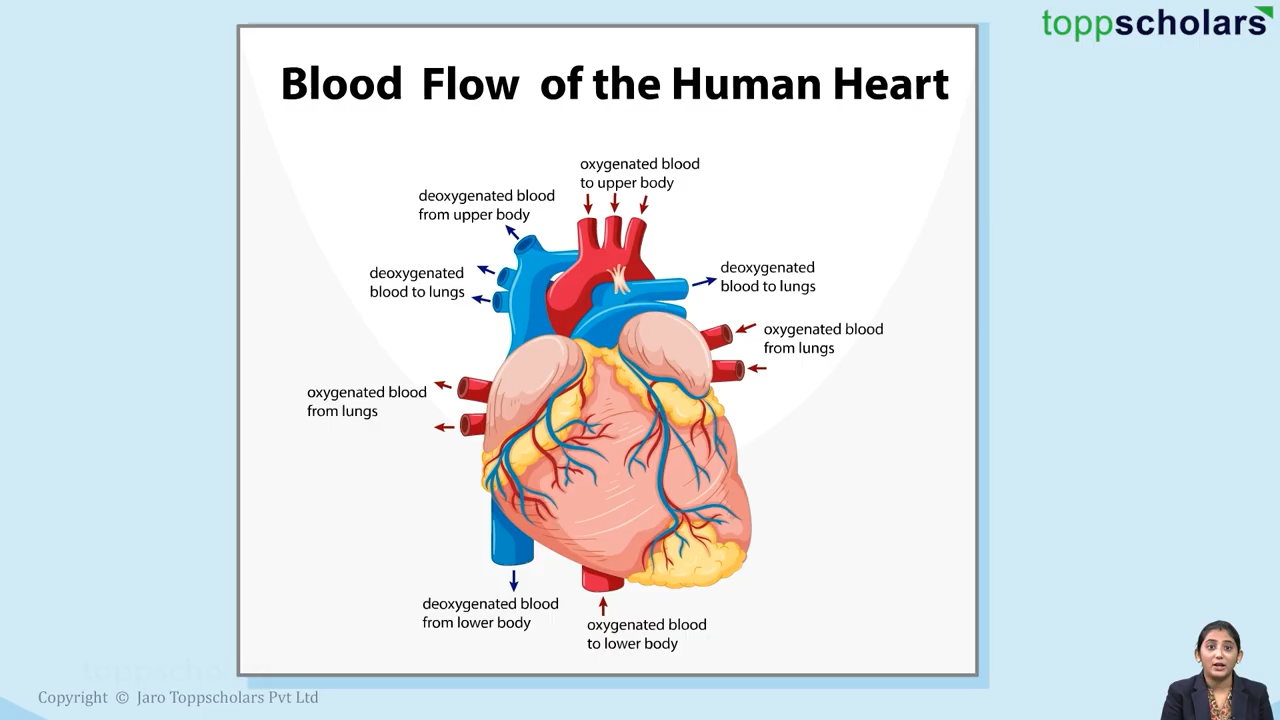 toppscholars
Blood Flow of the Human Heart
oxygenated blood
to upper body
deoxygenated blood
from upper body
deoxygenated
blood to lungs
deoxygenated
blood to lungs
oxygenated blood
from lungs
oxygenated blood
from lungs
deoxygenated blood
from lower body
oxygenated blood
to lower body
toppscholars
Copyright © Jaro Toppscholars Pvt Ltd